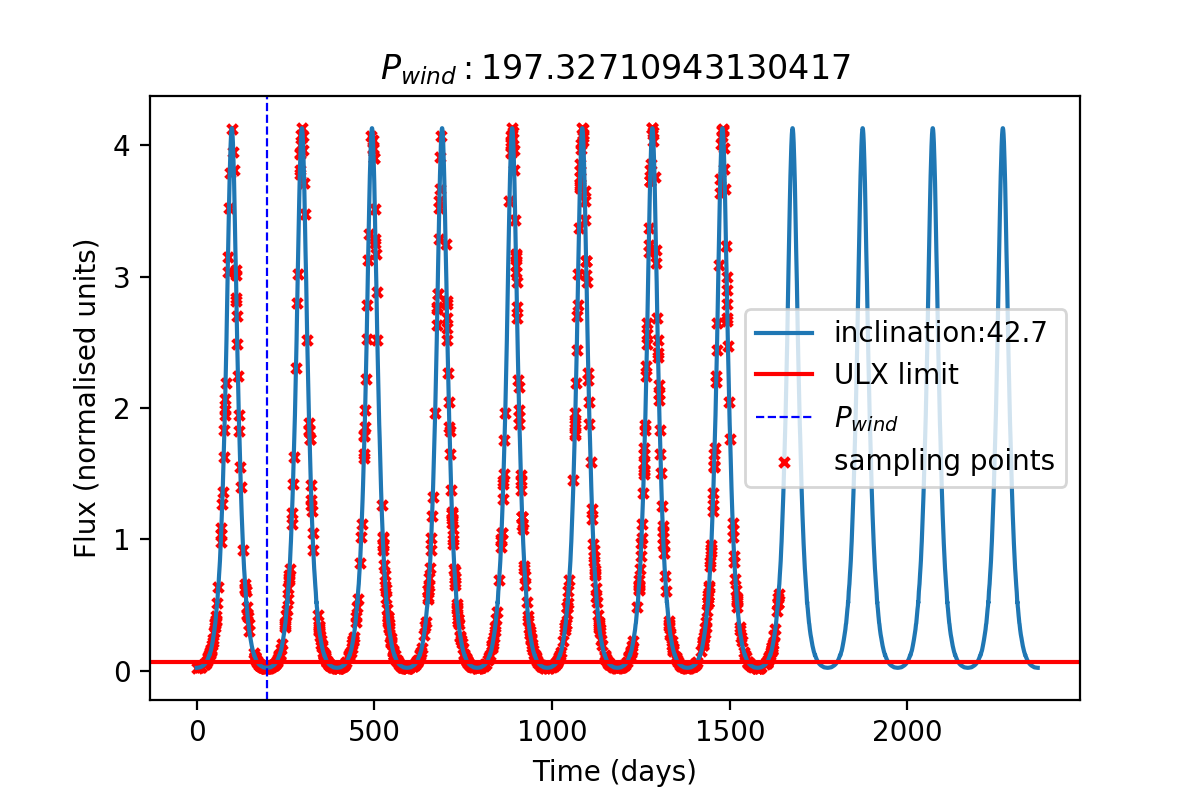 P_wind : 197.32710943130417
4
3
2
1
0
Flux (normalised units)
inclination:42.7
ULX limit
P_wind
sampling points
0 500 1000 1500 2000
Time (days)